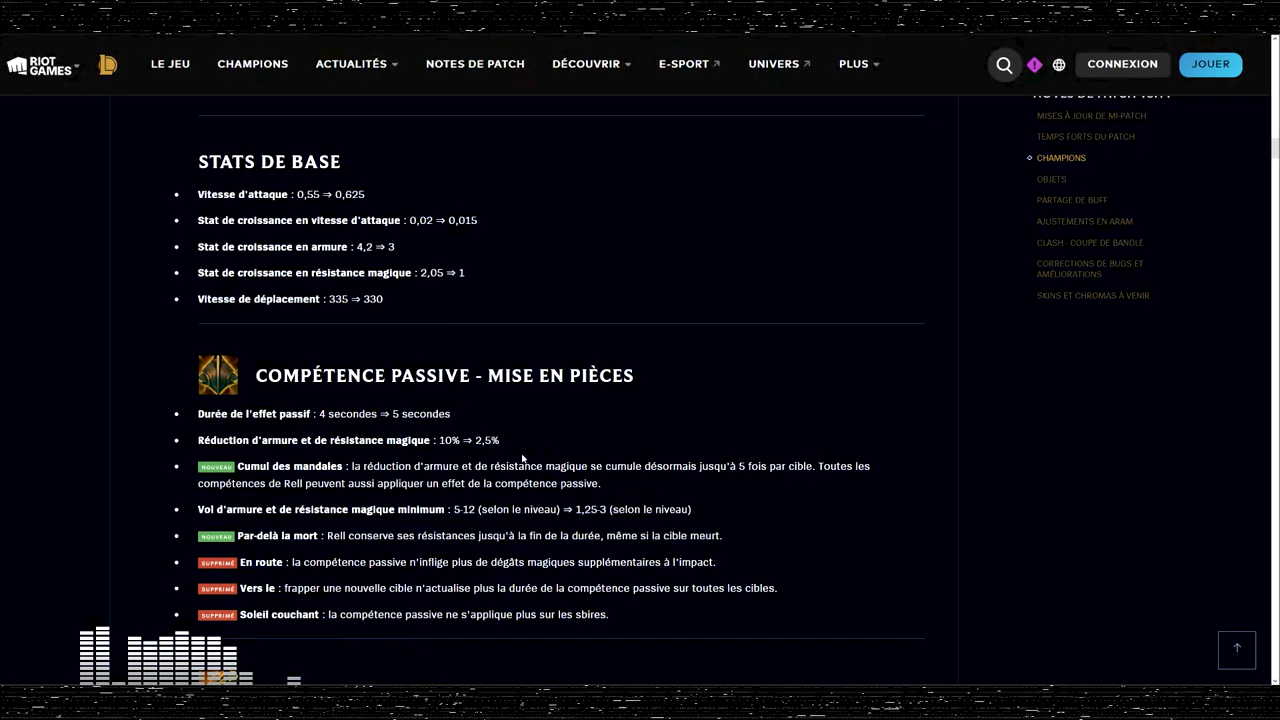 RIOT
GAMES
LE JEU
CHAMPIONS
ACTUALITÉS
NOTES DE PATCH
DÉCOUVRIR
E-SPORT
UNIVERS
PLUS
CONNEXION
JOUER
STATS DE BASE
Vitesse d'attaque : 0,55 ⇒ 0,625
Stat de croissance en vitesse d'attaque : 0,02 ⇒ 0,015
Stat de croissance en armure : 4,2 ⇒ 3
Stat de croissance en résistance magique : 2,05 ⇒ 1
Vitesse de déplacement : 335 ⇒ 330
COMPÉTENCE PASSIVE - MISE EN PIÈCES
Durée de l'effet passif : 4 secondes ⇒ 5 secondes
Réduction d'armure et de résistance magique : 10% ⇒ 2,5%
NOUVEAU Cumul des mandales : la réduction d'armure et de résistance magique se cumule désormais jusqu'à 5 fois par cible. Toutes les
compétences de Rell peuvent aussi appliquer un effet de la compétence passive.
Vol d'armure et de résistance magique minimum : 5-12 (selon le niveau) ⇒ 1,25-3 (selon le niveau)
NOUVEAU Par-delà la mort : Rell conserve ses résistances jusqu'à la fin de la durée, même si la cible meurt.
SUPPRIMÉ En route : la compétence passive n'inflige plus de dégâts magiques supplémentaires à l'impact.
SUPPRIMÉ Vers le : frapper une nouvelle cible n'actualise plus la durée de la compétence passive sur toutes les cibles.
SUPPRIMÉ Soleil couchant : la compétence passive ne s'applique plus sur les sbires.
NOTES DE PATCH
MISES À JOUR DE MI-PATCH
TEMPS FORTS DU PATCH
CHAMPIONS
OBJETS
PARTAGE DE BUFF
AJUSTEMENTS EN ARAM
CLASH - COUPE DE BANDLE
CORRECTIONS DE BUGS ET
AMÉLIORATIONS
SKINS ET CHROMAS À VENIR